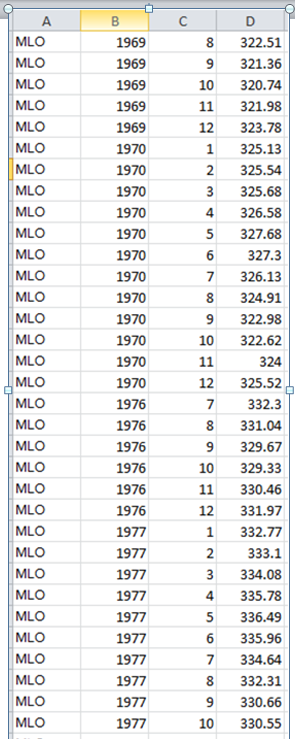 A B C D
MLO 1969 8 322.51
MLO 1969 9 321.36
MLO 1969 10 320.74
MLO 1969 11 321.98
MLO 1969 12 323.78
MLO 1970 1 325.13
MLO 1970 2 325.54
MLO 1970 3 325.68
MLO 1970 4 326.58
MLO 1970 5 327.68
MLO 1970 6 327.3
MLO 1970 7 326.13
MLO 1970 8 324.91
MLO 1970 9 322.98
MLO 1970 10 322.62
MLO 1970 11 324
MLO 1970 12 325.52
MLO 1976 7 332.3
MLO 1976 8 331.04
MLO 1976 9 329.67
MLO 1976 10 329.33
MLO 1976 11 330.46
MLO 1976 12 331.97
MLO 1977 1 332.77
MLO 1977 2 333.1
MLO 1977 3 334.08
MLO 1977 4 335.78
MLO 1977 5 336.49
MLO 1977 6 335.96
MLO 1977 7 334.64
MLO 1977 8 332.31
MLO 1977 9 330.66
MLO 1977 10 330.55